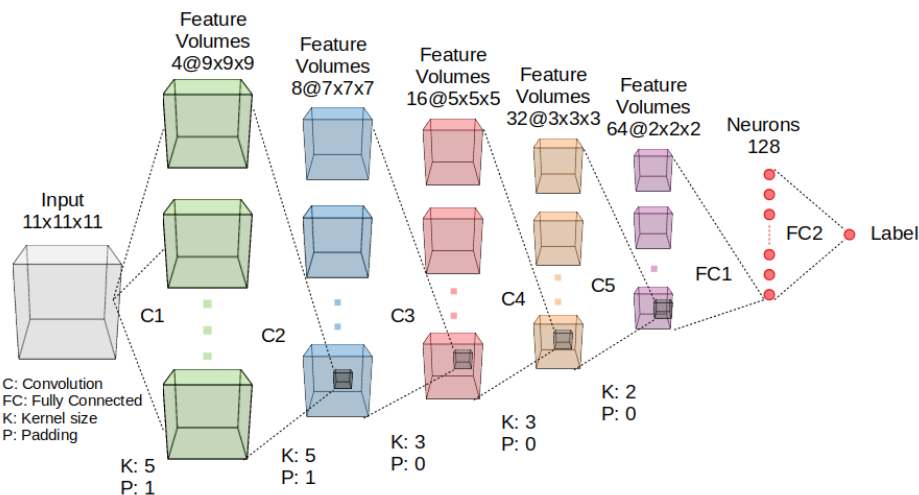 Input
11x11x11
Feature
Volumes
4@9x9x9
Feature
Volumes
8@7x7x7
Feature
Volumes
16@5x5x5
Feature
Volumes
32@3x3x3
Feature
Volumes
64@2x2x2
Neurons
128
C1
C2
C3
C4
C5
FC1
FC2
Label
C: Convolution
FC: Fully Connected
K: Kernel size
P: Padding
K: 5
P: 1
K: 5
P: 1
K: 3
P: 0
K: 3
P: 0
K: 2
P: 0